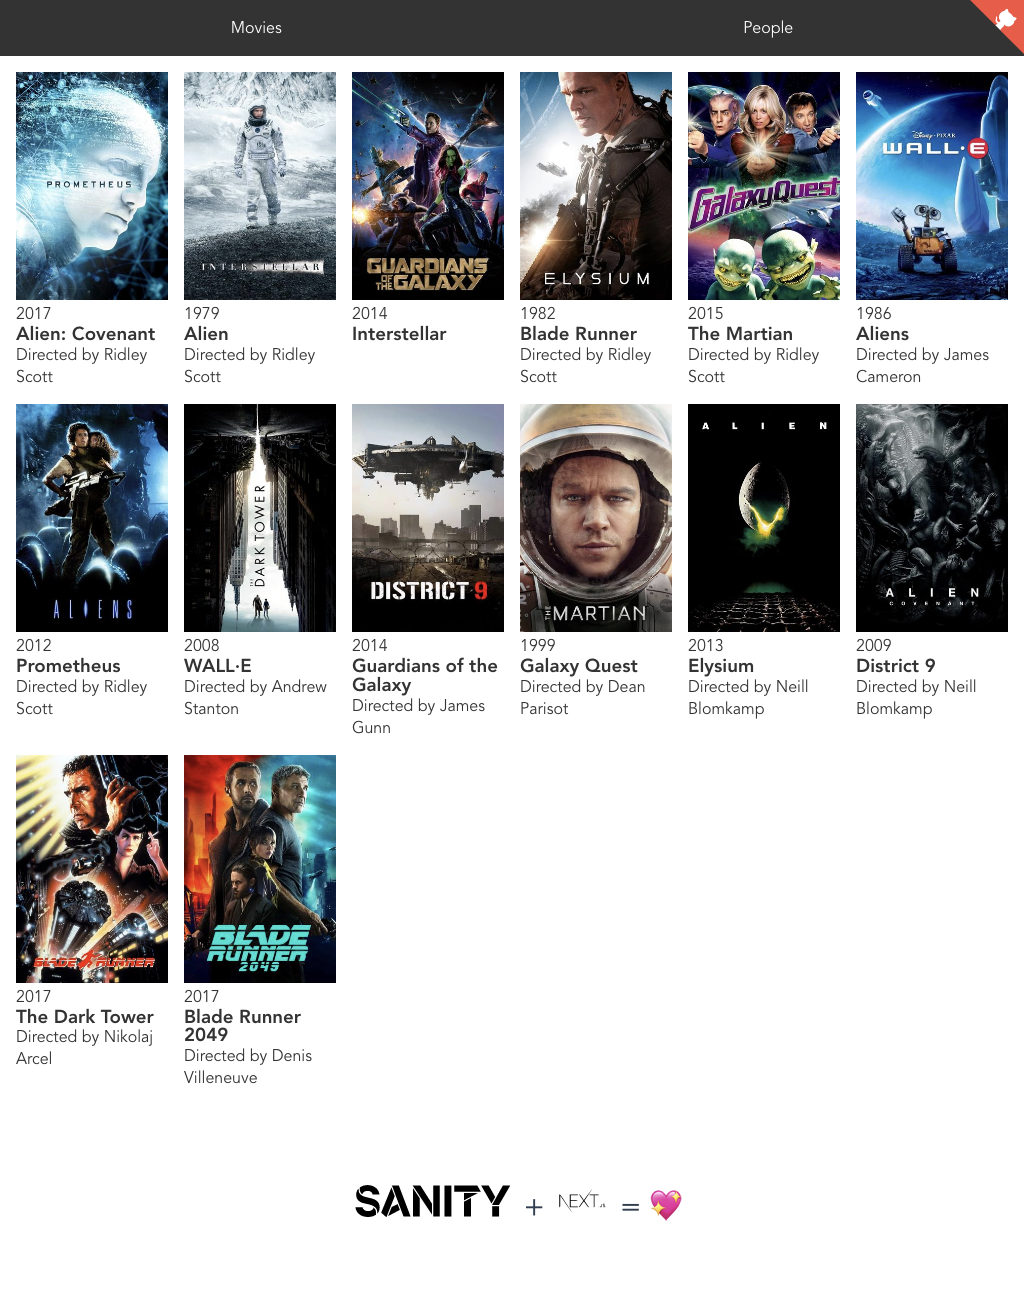 Movies
People
PROMETHEUS
INTERSTELLAR
GUARDIANS
OF THE GALAXY
ELYSIUM
GalaxyQuest
Disney·PIXAR
WALL·E
2017
Alien: Covenant
Directed by Ridley
Scott
1979
Alien
Directed by Ridley
Scott
2014
Interstellar
1982
Blade Runner
Directed by Ridley
Scott
2015
The Martian
Directed by Ridley
Scott
1986
Aliens
Directed by James
Cameron
ALIENS
THE DARK TOWER
DISTRICT 9
THE MARTIAN
ALIEN
ALIEN
COVENANT
2012
Prometheus
Directed by Ridley
Scott
2008
WALL·E
Directed by Andrew
Stanton
2014
Guardians of the
Galaxy
Directed by James
Gunn
1999
Galaxy Quest
Directed by Dean
Parisot
2013
Elysium
Directed by Neill
Blomkamp
2009
District 9
Directed by Neill
Blomkamp
BLADE RUNNER
BLADE
RUNNER
2049
2017
The Dark Tower
Directed by Nikolaj
Arcel
2017
Blade Runner
2049
Directed by Denis
Villeneuve
SANITY + NEXT.JS = 💖